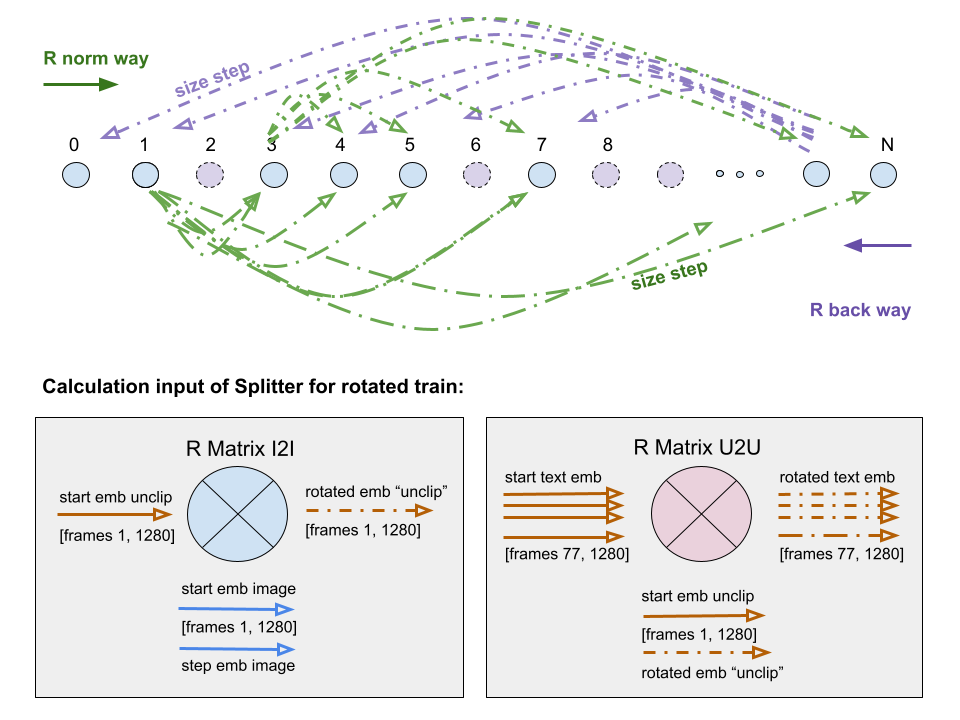 R norm way
size step
0 1 2 3 4 5 6 7 8 N
size step
R back way
Calculation input of Splitter for rotated train:
R Matrix I2I
start emb unclip
[frames 1, 1280]
rotated emb “unclip”
[frames 1, 1280]
start emb image
[frames 1, 1280]
step emb image
R Matrix U2U
start text emb
[frames 77, 1280]
rotated text emb
[frames 77, 1280]
start emb unclip
[frames 1, 1280]
rotated emb “unclip”